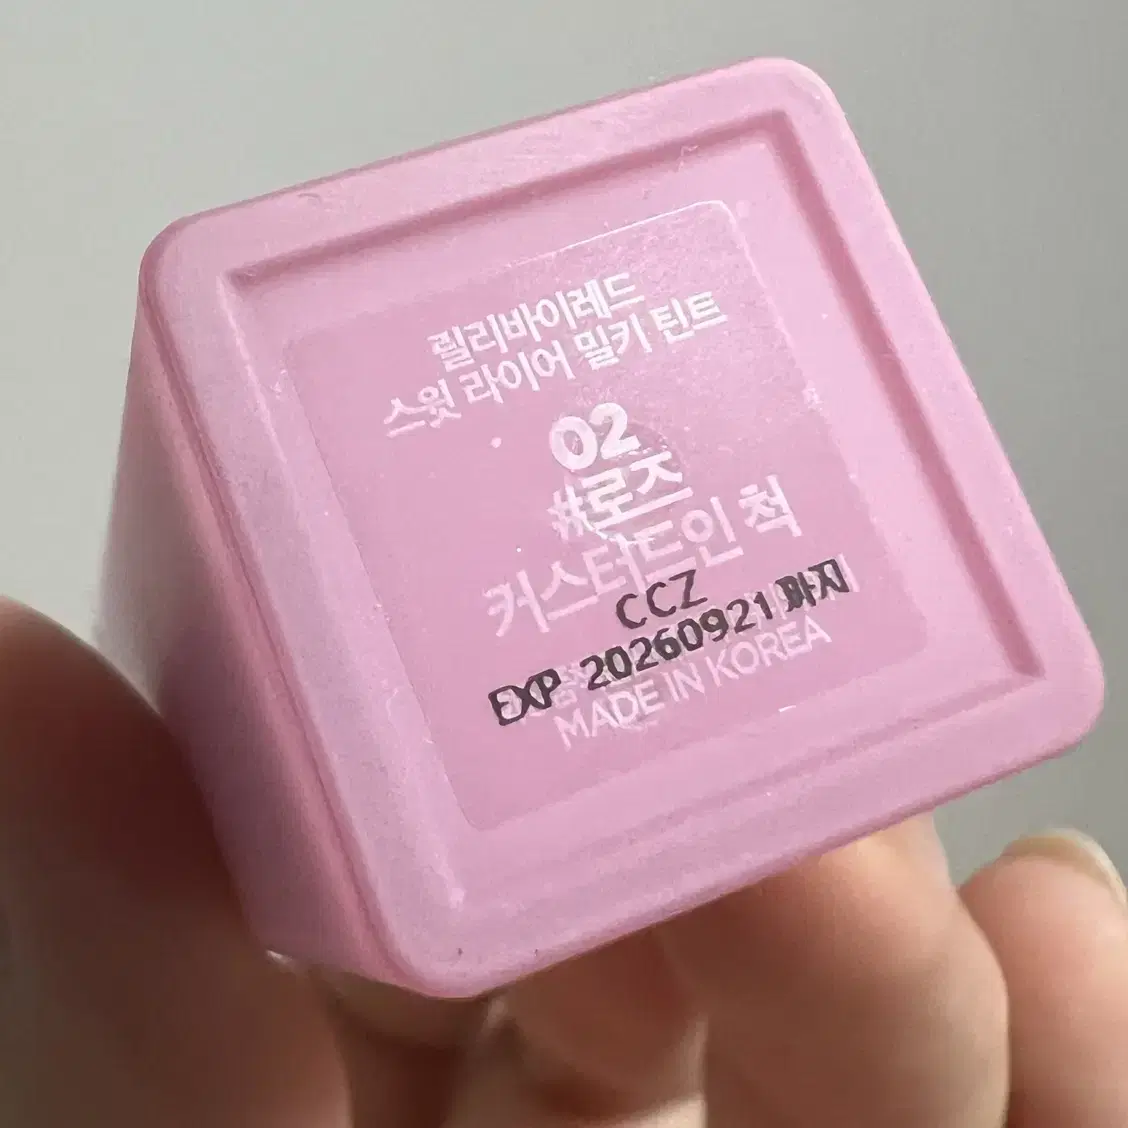 릴리바이레드
스윗 라이어 밀키 틴트
02
#로즈
커스터드인 척
CCZ
EXP 20260921 까지
MADE IN KOREA